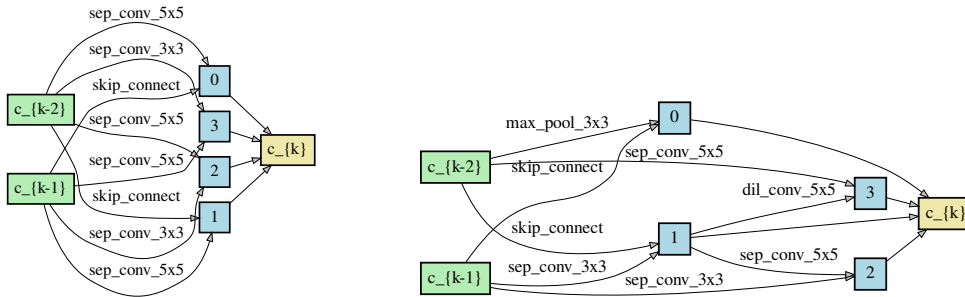 sep_conv_5x5
sep_conv_3x3
0
skip_connect
c_{k-2}
sep_conv_5x5
3
c_{k}
sep_conv_5x5
2
c_{k-1}
skip_connect
1
sep_conv_3x3
sep_conv_5x5
max_pool_3x3
0
c_{k-2}
skip_connect
sep_conv_5x5
dil_conv_5x5
3
c_{k}
skip_connect
1
c_{k-1}
sep_conv_3x3
sep_conv_5x5
2
sep_conv_3x3